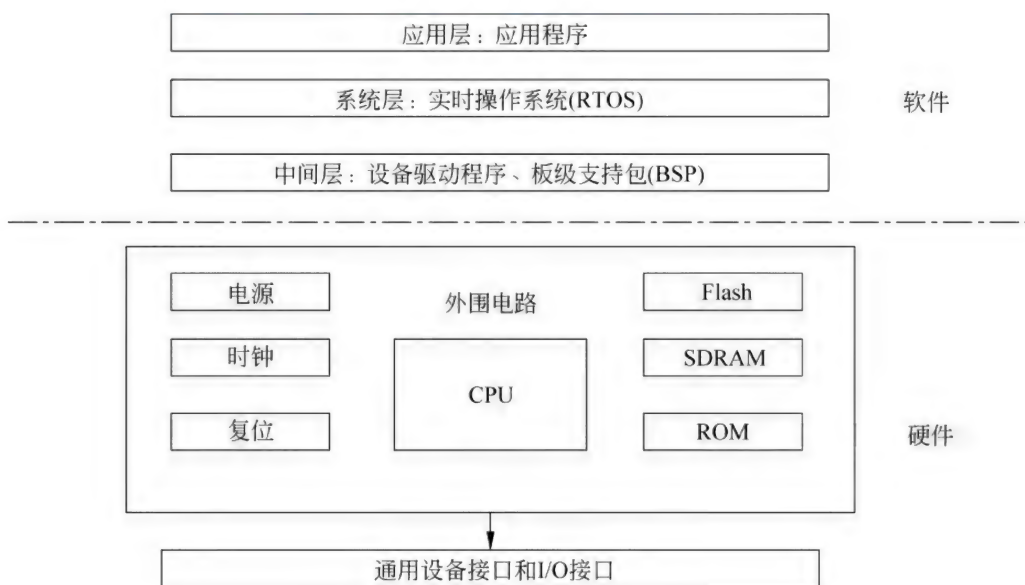 应用层：应用程序
系统层：实时操作系统(RTOS)
软件
中间层：设备驱动程序、板级支持包(BSP)
电源
外围电路
Flash
时钟
CPU
SDRAM
复位
ROM
硬件
通用设备接口和I/O接口